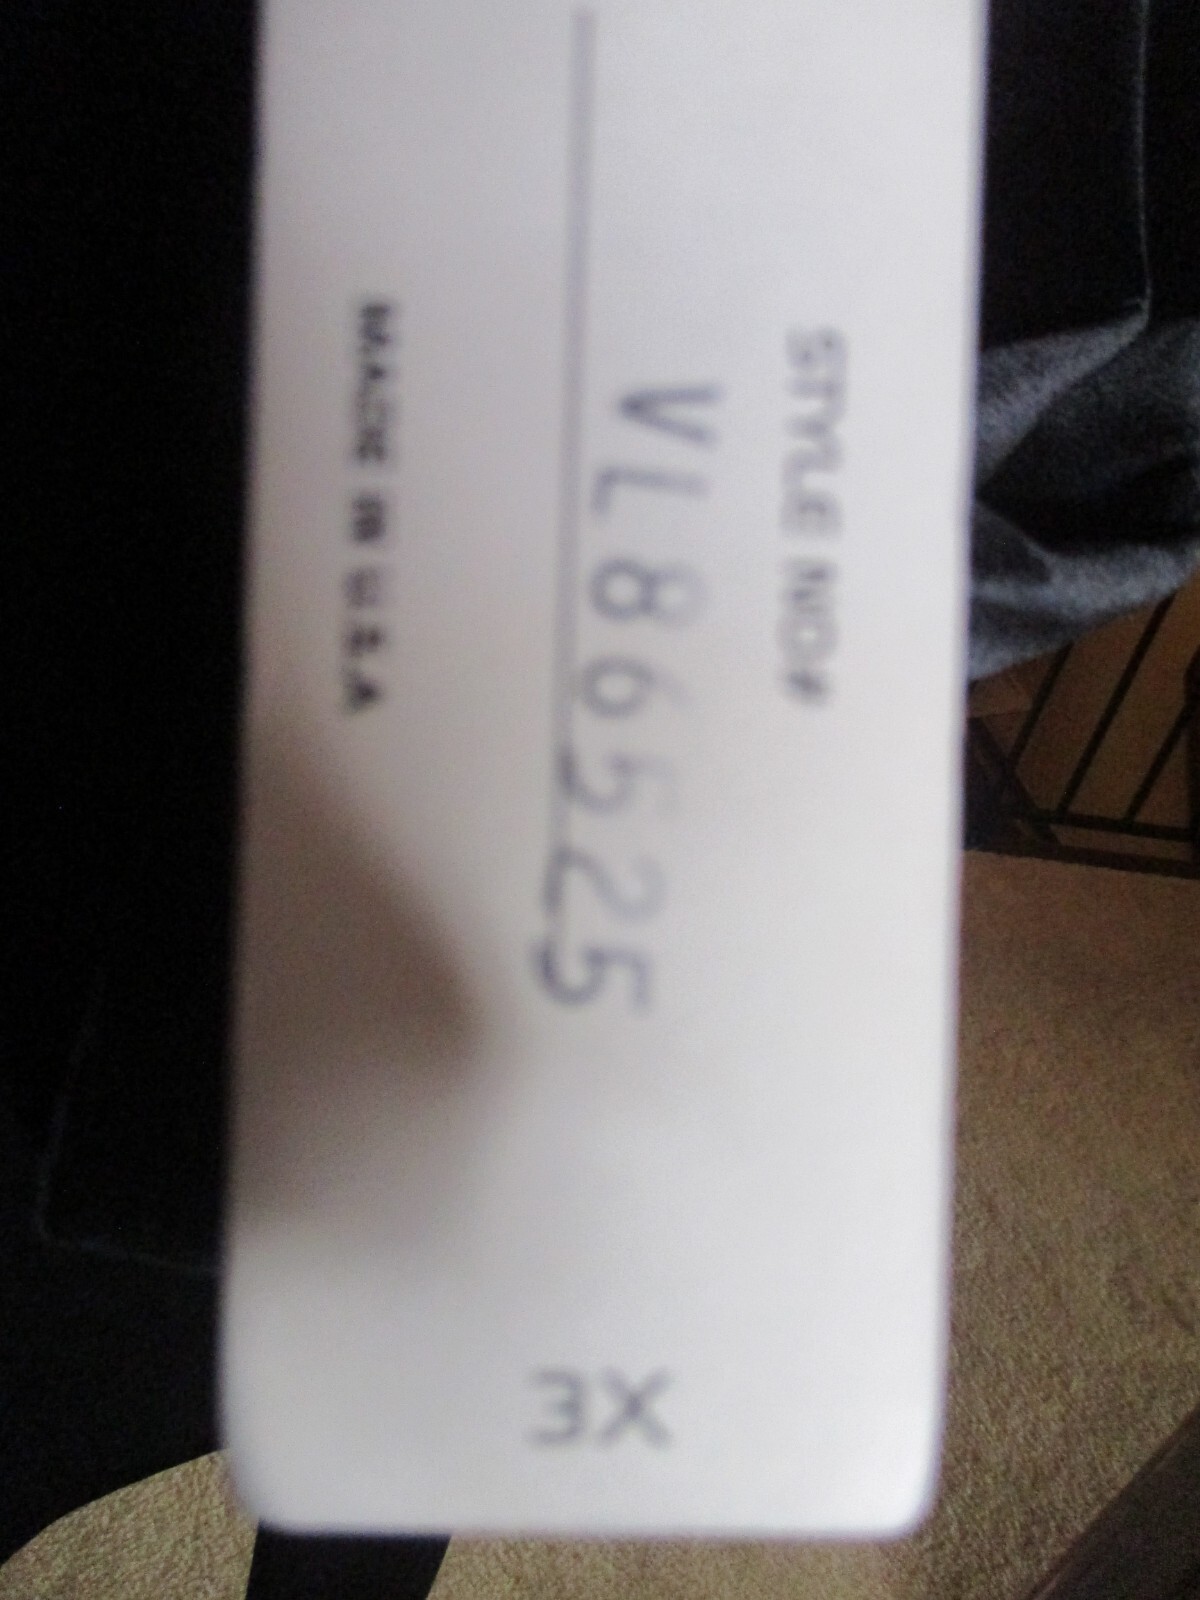 STYLE NO#
VL86525
MADE IN U.S.A
3X